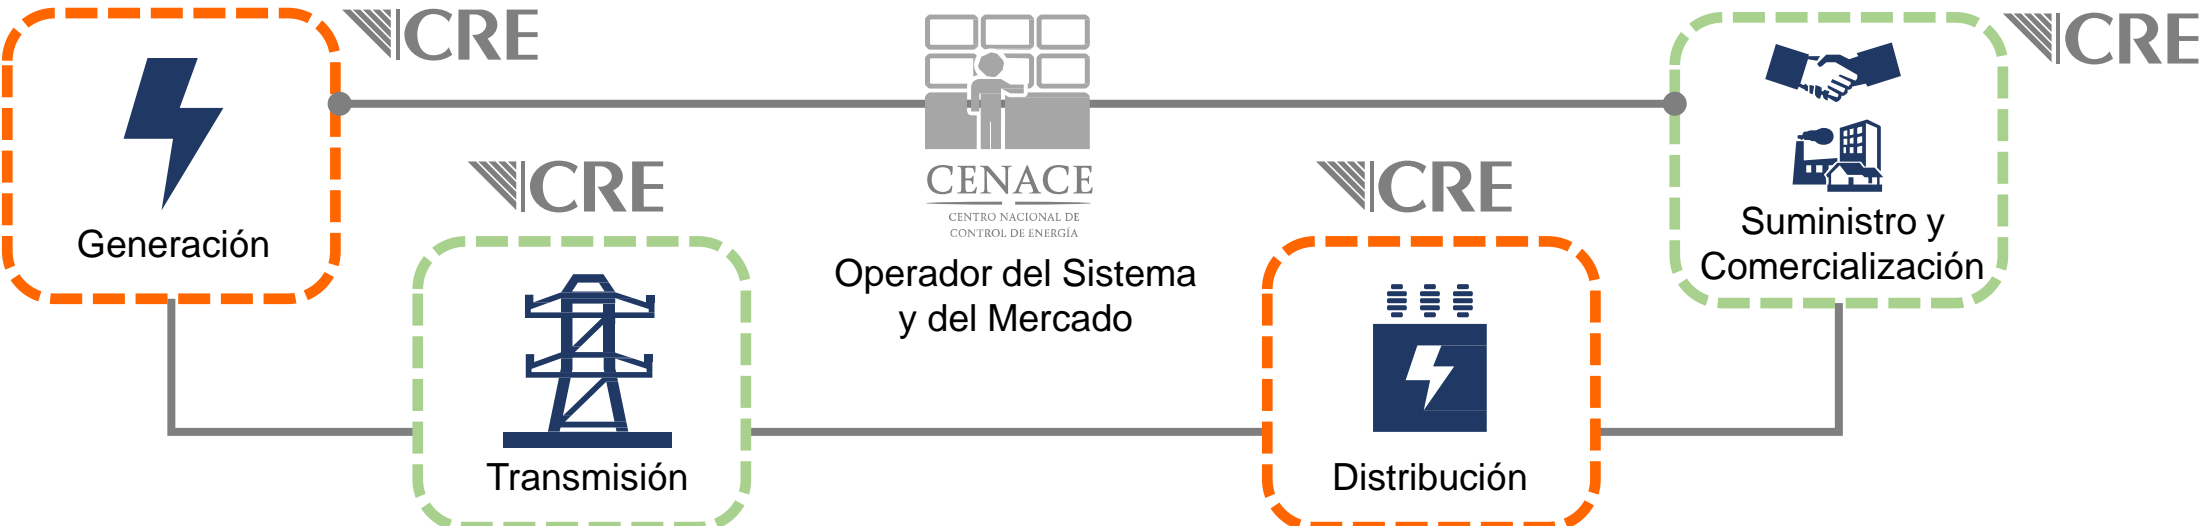 CRE
CRE
Generación
CRE
CENACE
CENTRO NACIONAL DE
CONTROL DE ENERGÍA
Operador del Sistema
y del Mercado
CRE
Suministro y
Comercialización
Transmisión
Distribución